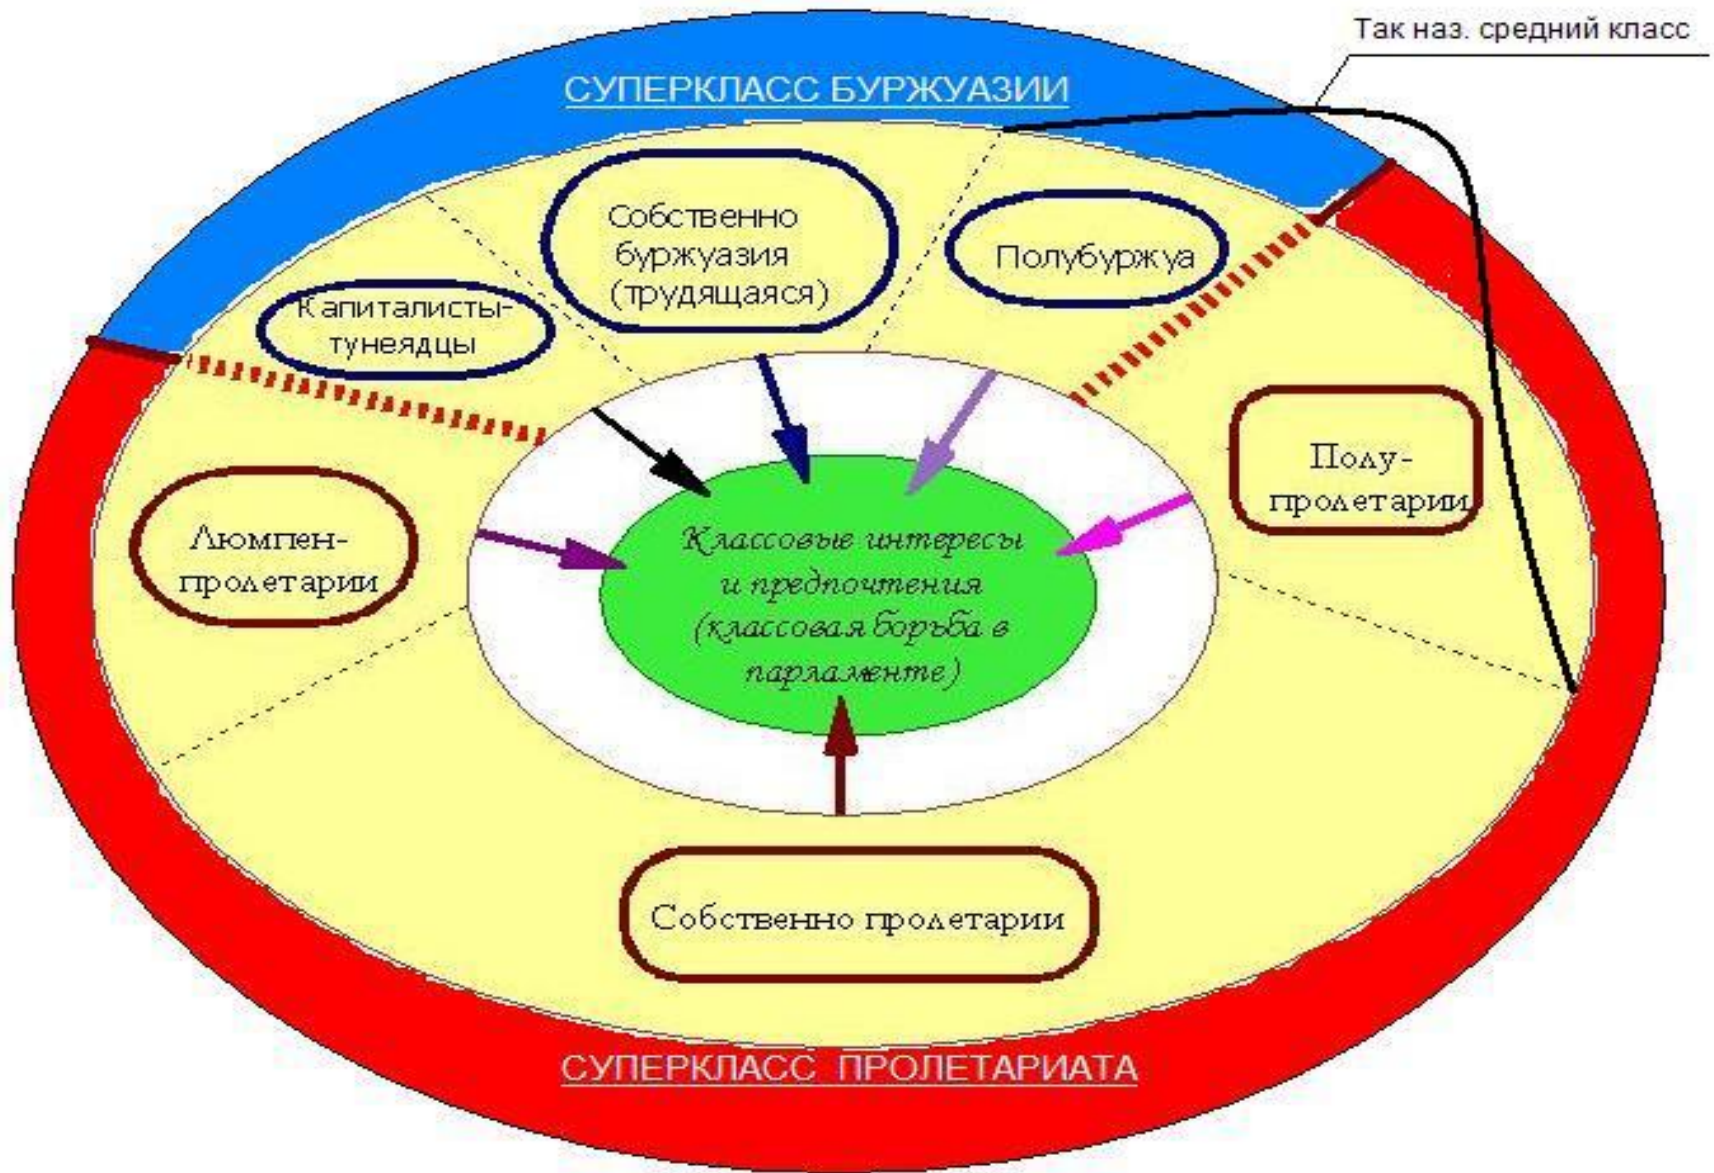 Так наз. средний класс
СУПЕРКЛАСС БУРЖУАЗИИ
Собственно
буржуазия
(трудящаяся)
Полубуржуа
Капиталисты-
тунеядцы
Полу-
пролетарии
Люмпен-
пролетарии
Классовые интересы
и предпочтения
(классовая борьба в
парламенте)
Собственно пролетарии
СУПЕРКЛАСС ПРОЛЕТАРИАТА